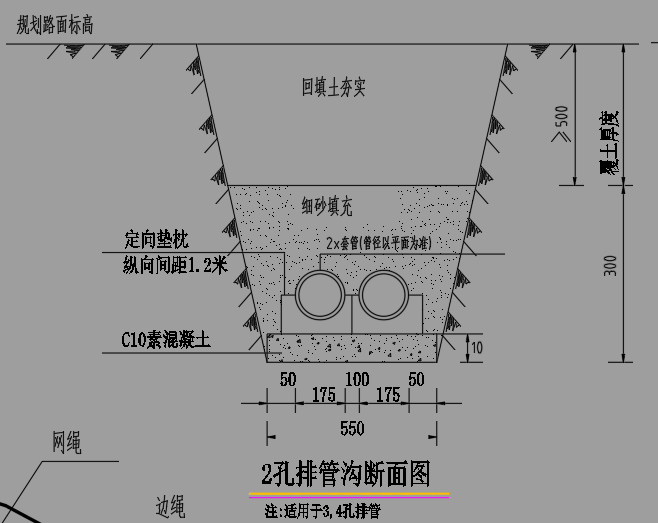 规划路面标高
回填土夯实
≥500
覆土厚度
细砂填充
定向垫枕
纵向间距1.2米
2×套管(管径以平面为准)
300
C10素混凝土
10
50 100 50
175 175
550
网绳
2孔排管沟断面图
边绳
注:适用于3,4孔排管